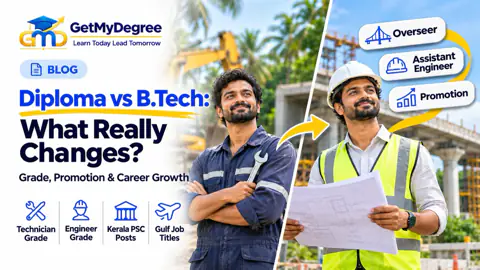 GetMyDegree
Learn Today Lead Tomorrow
GMD
BLOG
Diploma vs B.Tech:
What Really
Changes?
Grade, Promotion & Career Growth
Technician
Grade
Engineer
Grade
Kerala PSC
Posts
Gulf Job
Titles
Overseer
Assistant
Engineer
Promotion